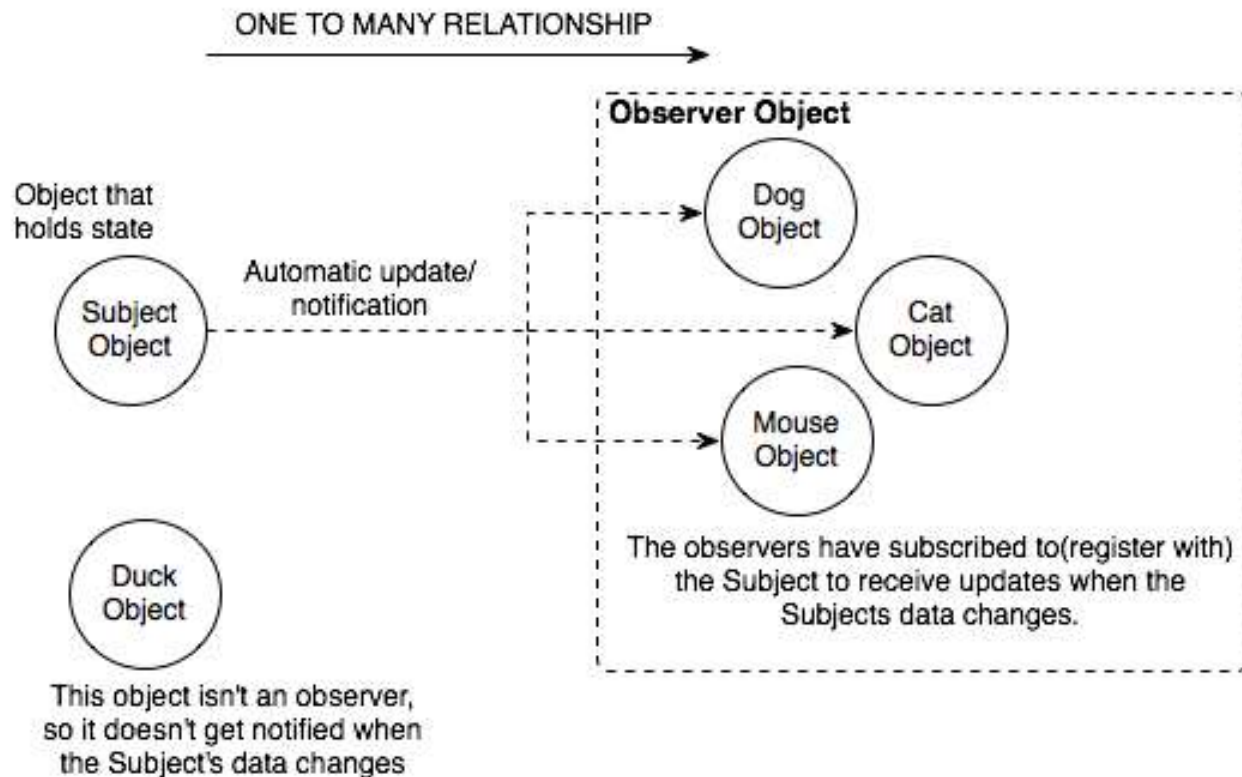 ONE TO MANY RELATIONSHIP
Observer Object
Dog
Object
Object that
holds state
Automatic update/
notification
Subject
Object
Cat
Object
Mouse
Object
The observers have subscribed to(register with)
the Subject to receive updates when the
Subjects data changes.
Duck
Object
This object isn't an observer,
so it doesn't get notified when
the Subject's data changes